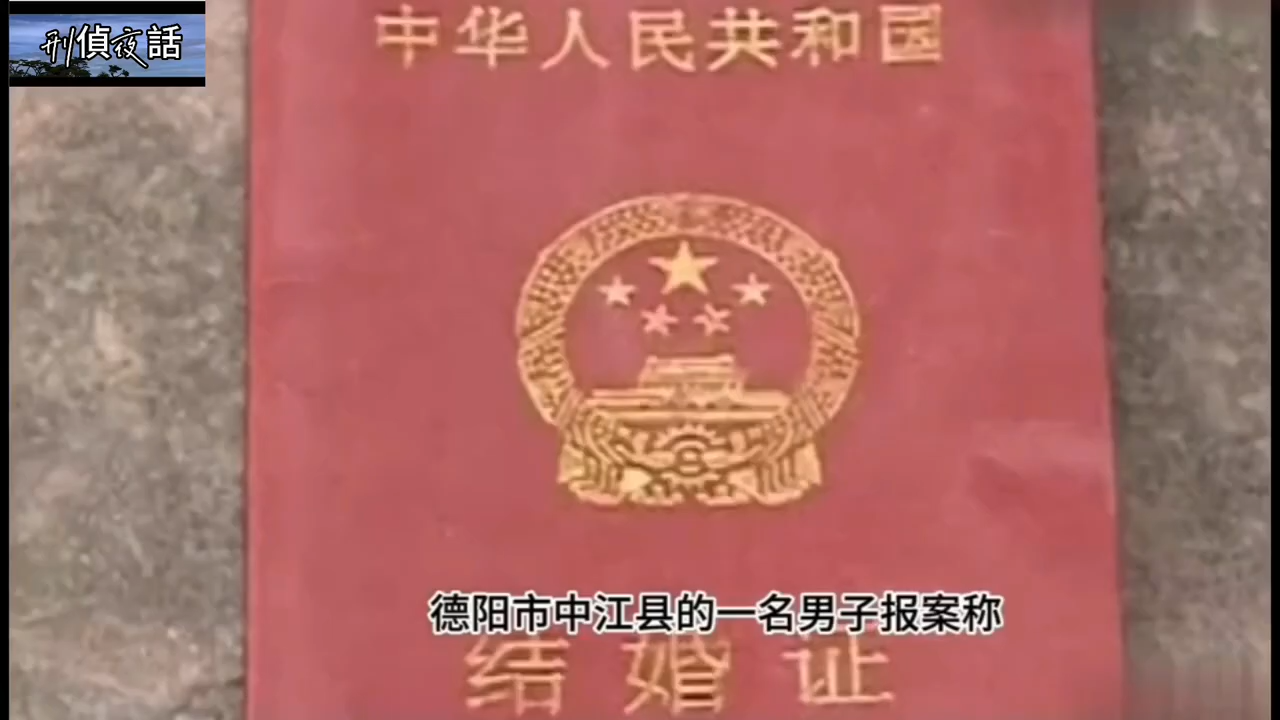 刑偵夜話
中华人民共和国
德阳市中江县的一名男子报案称
结婚证